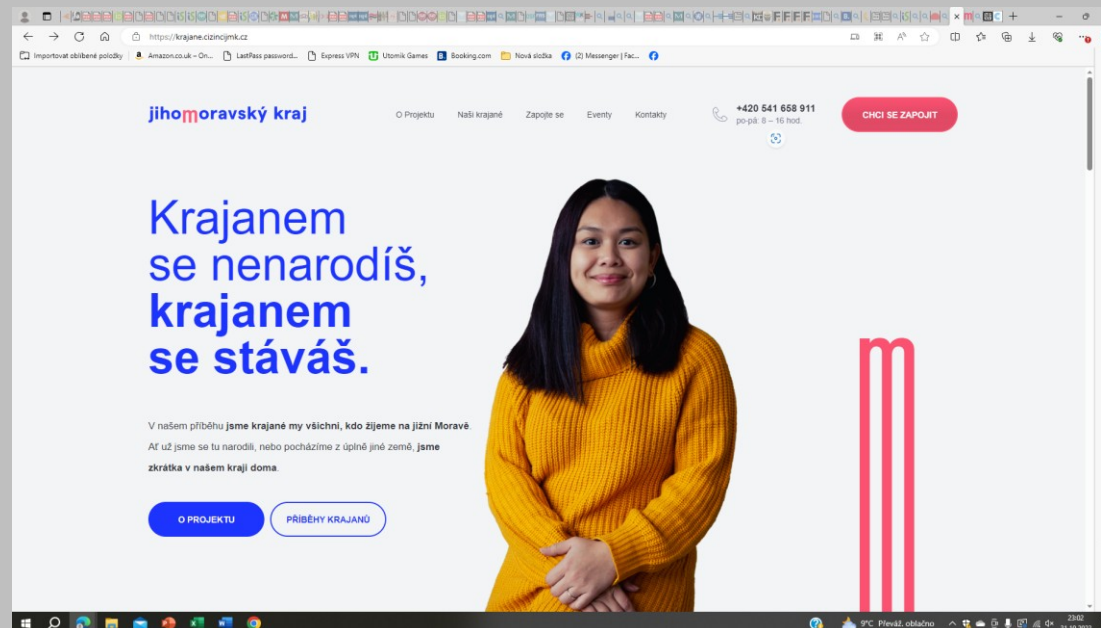 https://krajane.cizincijmk.cz
Importovat oblíbené položky
Amazon.co.uk – On...
LastPass password...
Express VPN
Utomik Games
Booking.com
Nová složka
(2) Messenger | Fac...
jihomoravský kraj
O Projektu
Naši krajané
Zapojte se
Eventy
Kontakty
+420 541 658 911
po-pá: 8 – 16 hod.
CHCI SE ZAPOJIT
Krajanem
se nenarodíš,
krajanem
se stáváš.
V našem příběhu jsme krajané my všichni, kdo žijeme na jižní Moravě.
Ať už jsme se tu narodili, nebo pocházíme z úplně jiné země, jsme
zkrátka v našem kraji doma.
O PROJEKTU
PŘÍBĚHY KRAJANŮ
m
9°C Převáž. oblačno
23:02